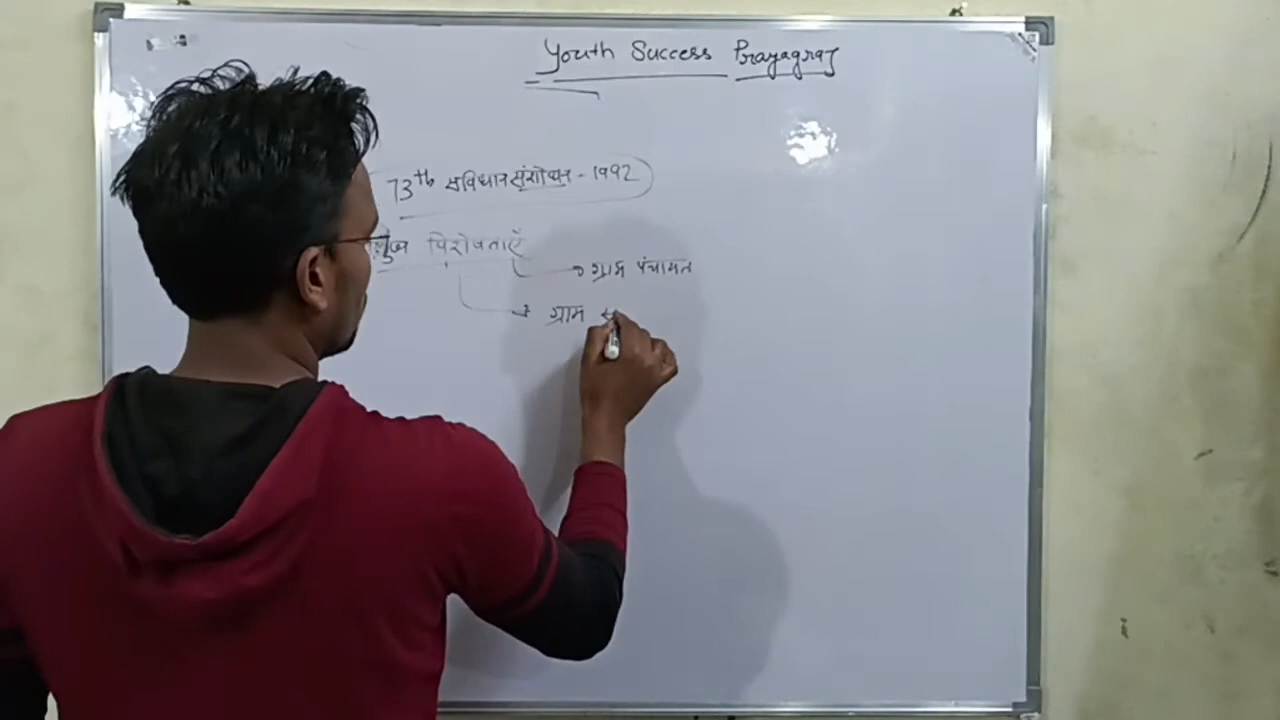 Youth Success Prayagraj
73th संविधान संशोधन - 1992
विशेषताएँ
ग्राम पंचायत
ग्राम